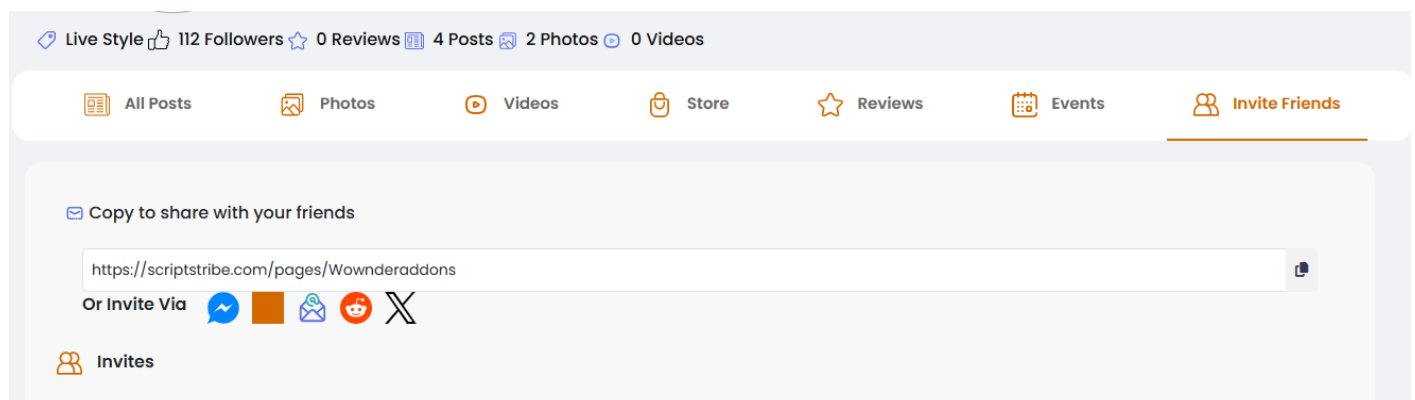 Live Style 112 Followers 0 Reviews 4 Posts 2 Photos 0 Videos
All Posts Photos Videos Store Reviews Events Invite Friends
Copy to share with your friends
https://scriptstribe.com/pages/Wownderaddons
Or Invite Via
Invites